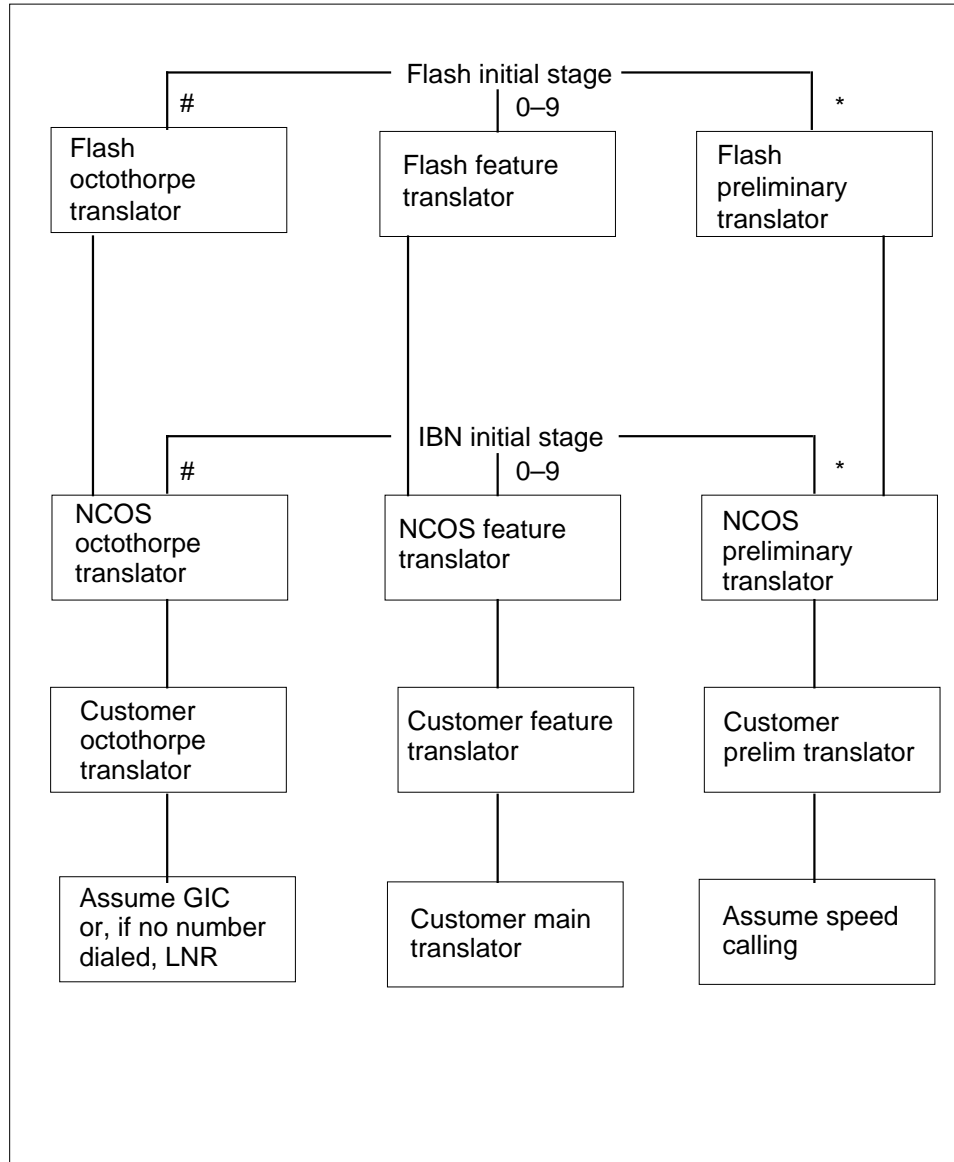 Flash initial stage
#
0–9
*
Flash
octothorpe
translator
Flash feature
translator
Flash
preliminary
translator
IBN initial stage
#
0–9
*
NCOS
octothorpe
translator
NCOS feature
translator
NCOS
preliminary
translator
Customer
octothorpe
translator
Customer feature
translator
Customer
prelim translator
Assume GIC
or, if no number
dialed, LNR
Customer main
translator
Assume speed
calling